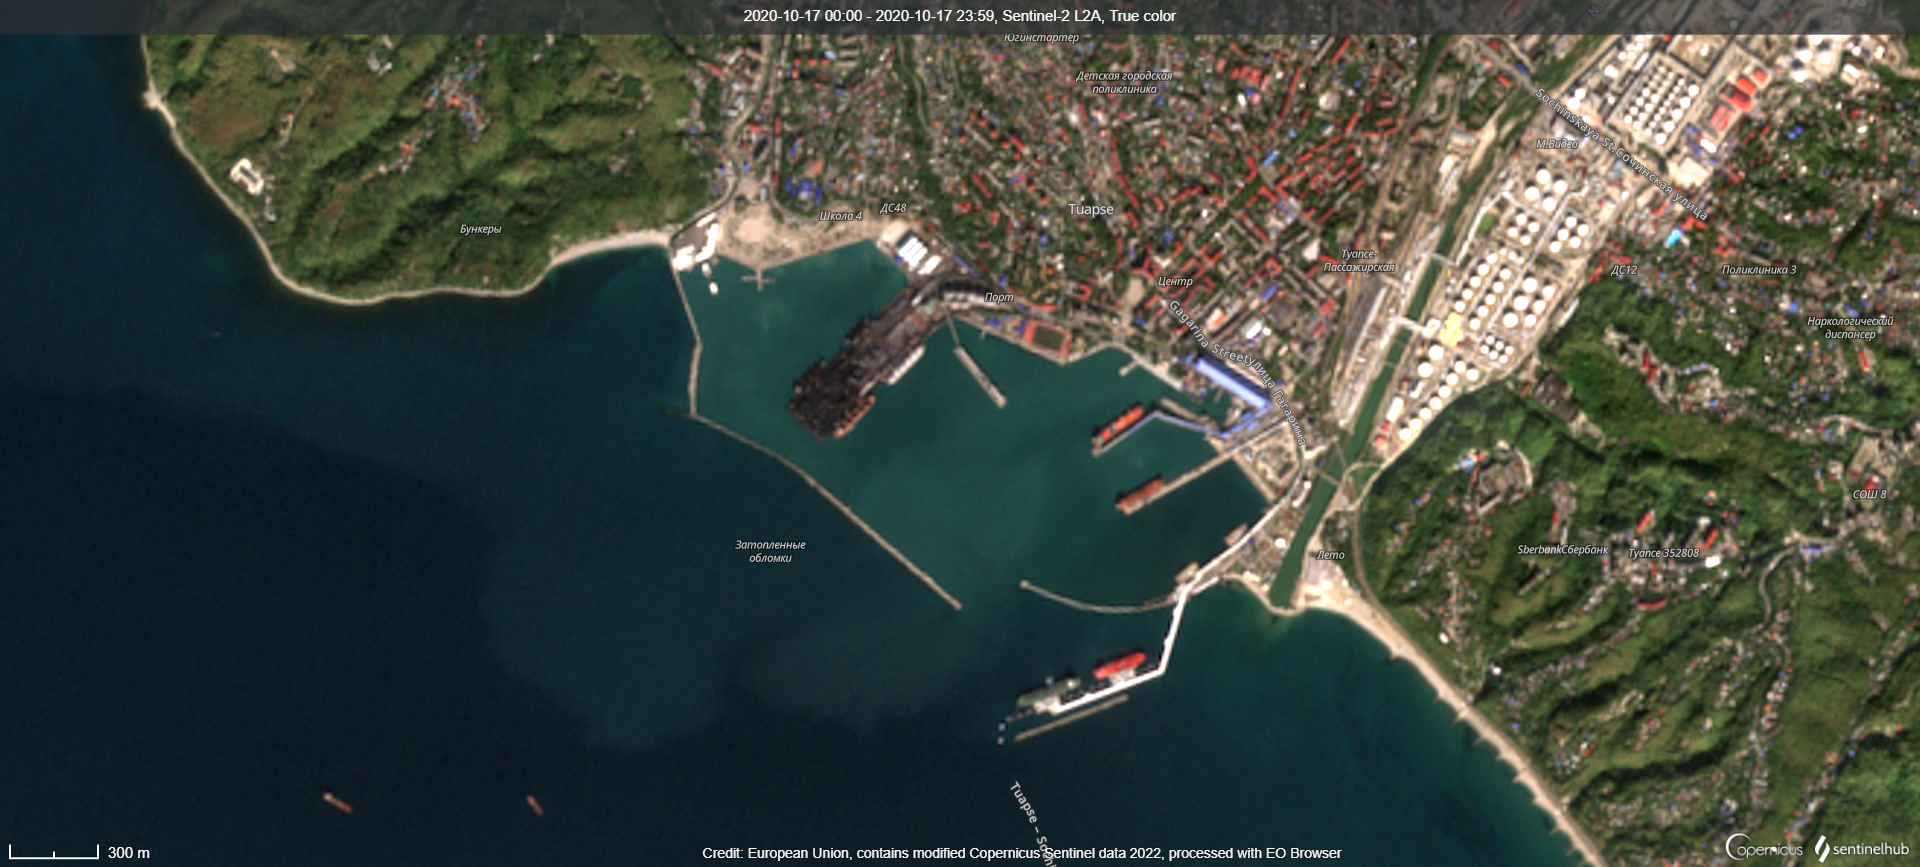 2020-10-17 00:00 - 2020-10-17 23:59, Sentinel-2 L2A, True color
Югинстартер
Детская городская
поликлиника
Sochinskaya St.Сочинская улица
М.Видео
Школа 4
ДС48
Tuapse
Бункеры
Туапсе-
Пассажирская
ДС12
Поликлиника 3
Центр
Порт
Gagarina Streetулица Гагарина
Наркологический
диспансер
СОШ 8
Затопленные
обломки
Лето
SberbankСбербанк
Туапсе 352808
Tuapse – Sochi
300 m
Credit: European Union, contains modified Copernicus Sentinel data 2022, processed with EO Browser
Copernicus
sentinelhub